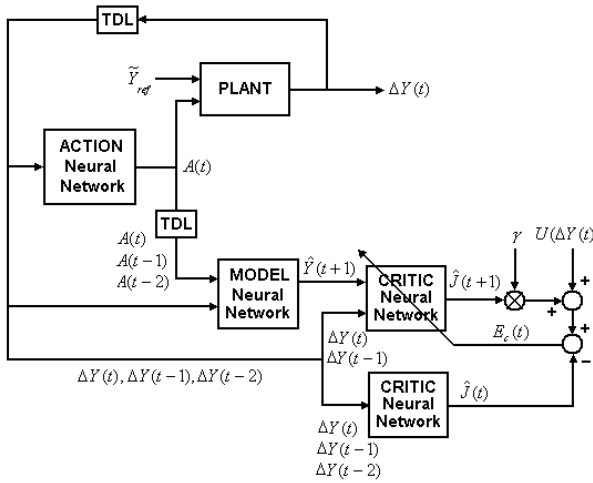 TDL
Ỹref
PLANT
ΔY(t)
ACTION
Neural
Network
A(t)
TDL
A(t)
A(t−1)
A(t−2)
MODEL
Neural
Network
Ŷ(t+1)
CRITIC
Neural
Network
Ĵ(t+1)
γ
U(ΔY(t)
+
+
Ec(t)
−
ΔY(t)
ΔY(t−1)
ΔY(t), ΔY(t−1), ΔY(t−2)
CRITIC
Neural
Network
Ĵ(t)
ΔY(t)
ΔY(t−1)
ΔY(t−2)